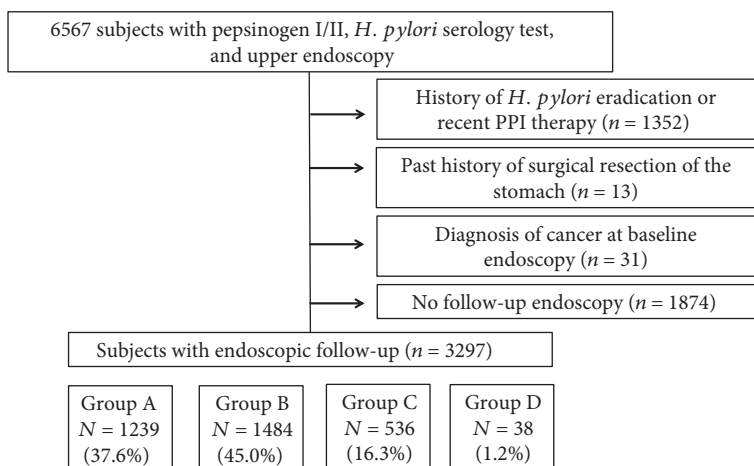 6567 subjects with pepsinogen I/II, H. pylori serology test,
and upper endoscopy
History of H. pylori eradication or
recent PPI therapy (n = 1352)
Past history of surgical resection of the
stomach (n = 13)
Diagnosis of cancer at baseline
endoscopy (n = 31)
No follow-up endoscopy (n = 1874)
Subjects with endoscopic follow-up (n = 3297)
Group A
N = 1239
(37.6%)
Group B
N = 1484
(45.0%)
Group C
N = 536
(16.3%)
Group D
N = 38
(1.2%)